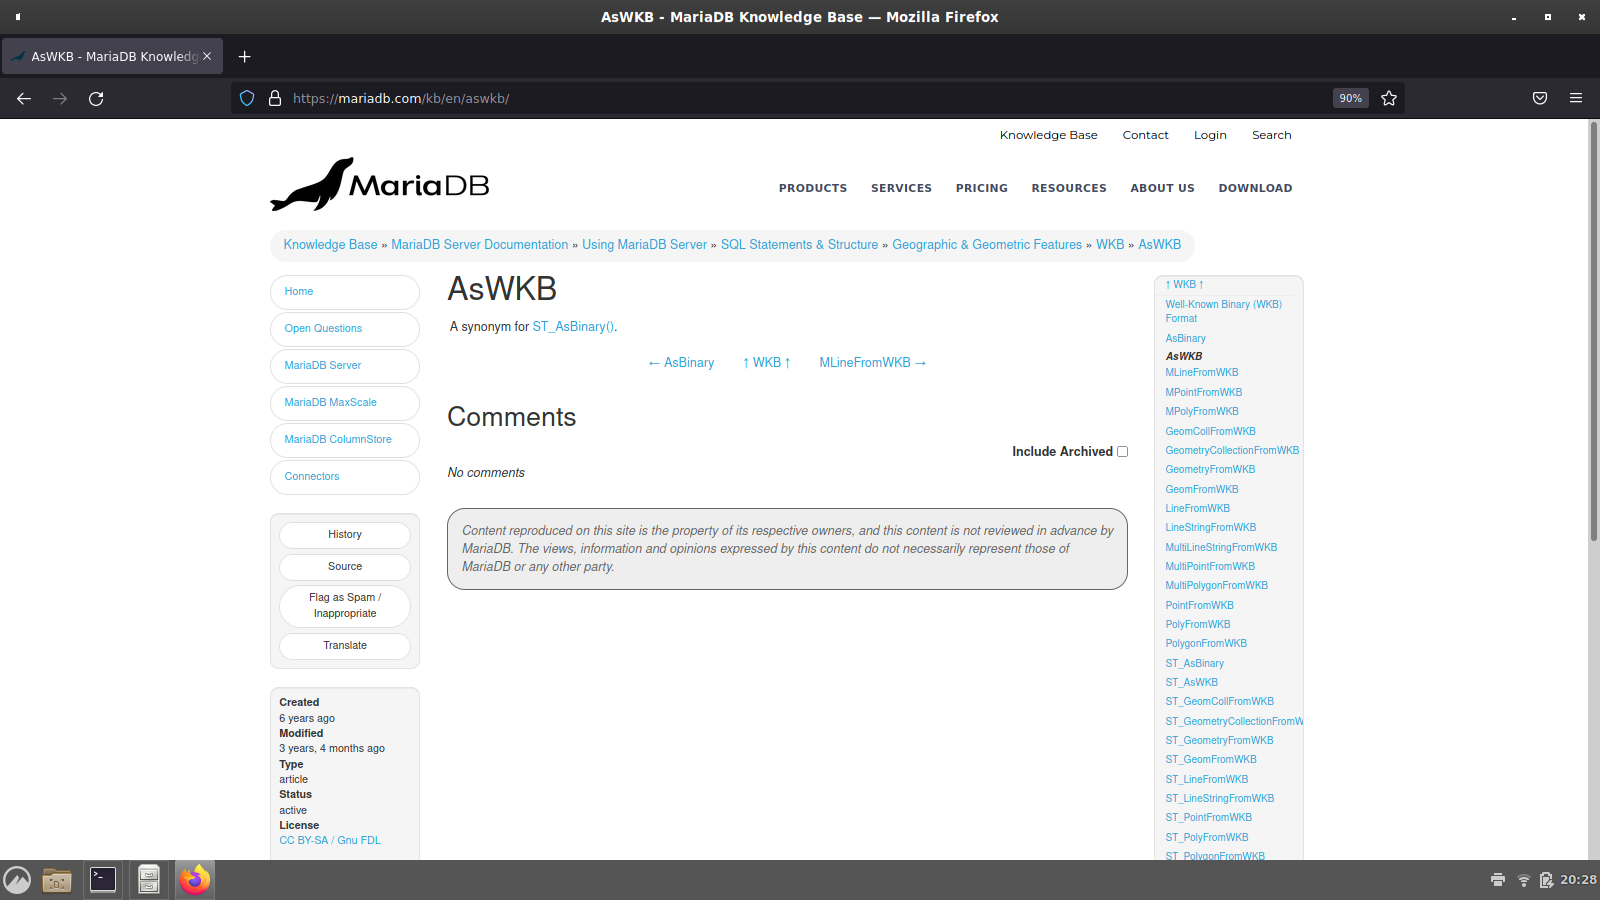 AsWKB - MariaDB Knowledge Base — Mozilla Firefox
AsWKB - MariaDB Knowledg
https://mariadb.com/kb/en/aswkb/
90%
Knowledge Base Contact Login Search
MariaDB
PRODUCTS SERVICES PRICING RESOURCES ABOUT US DOWNLOAD
Knowledge Base » MariaDB Server Documentation » Using MariaDB Server » SQL Statements & Structure » Geographic & Geometric Features » WKB » AsWKB
Home
Open Questions
MariaDB Server
MariaDB MaxScale
MariaDB ColumnStore
Connectors
History
Source
Flag as Spam /
Inappropriate
Translate
Created
6 years ago
Modified
3 years, 4 months ago
Type
article
Status
active
License
CC BY-SA / Gnu FDL
AsWKB
A synonym for ST_AsBinary().
← AsBinary ↑ WKB ↑ MLineFromWKB →
Comments
Include Archived
No comments
Content reproduced on this site is the property of its respective owners, and this content is not reviewed in advance by
MariaDB. The views, information and opinions expressed by this content do not necessarily represent those of
MariaDB or any other party.
↑ WKB ↑
Well-Known Binary (WKB)
Format
AsBinary
AsWKB
MLineFromWKB
MPointFromWKB
MPolyFromWKB
GeomCollFromWKB
GeometryCollectionFromWKB
GeometryFromWKB
GeomFromWKB
LineFromWKB
LineStringFromWKB
MultiLineStringFromWKB
MultiPointFromWKB
MultiPolygonFromWKB
PointFromWKB
PolyFromWKB
PolygonFromWKB
ST_AsBinary
ST_AsWKB
ST_GeomCollFromWKB
ST_GeometryCollectionFromW
ST_GeometryFromWKB
ST_GeomFromWKB
ST_LineFromWKB
ST_LineStringFromWKB
ST_PointFromWKB
ST_PolyFromWKB
ST_PolygonFromWKB
20:28